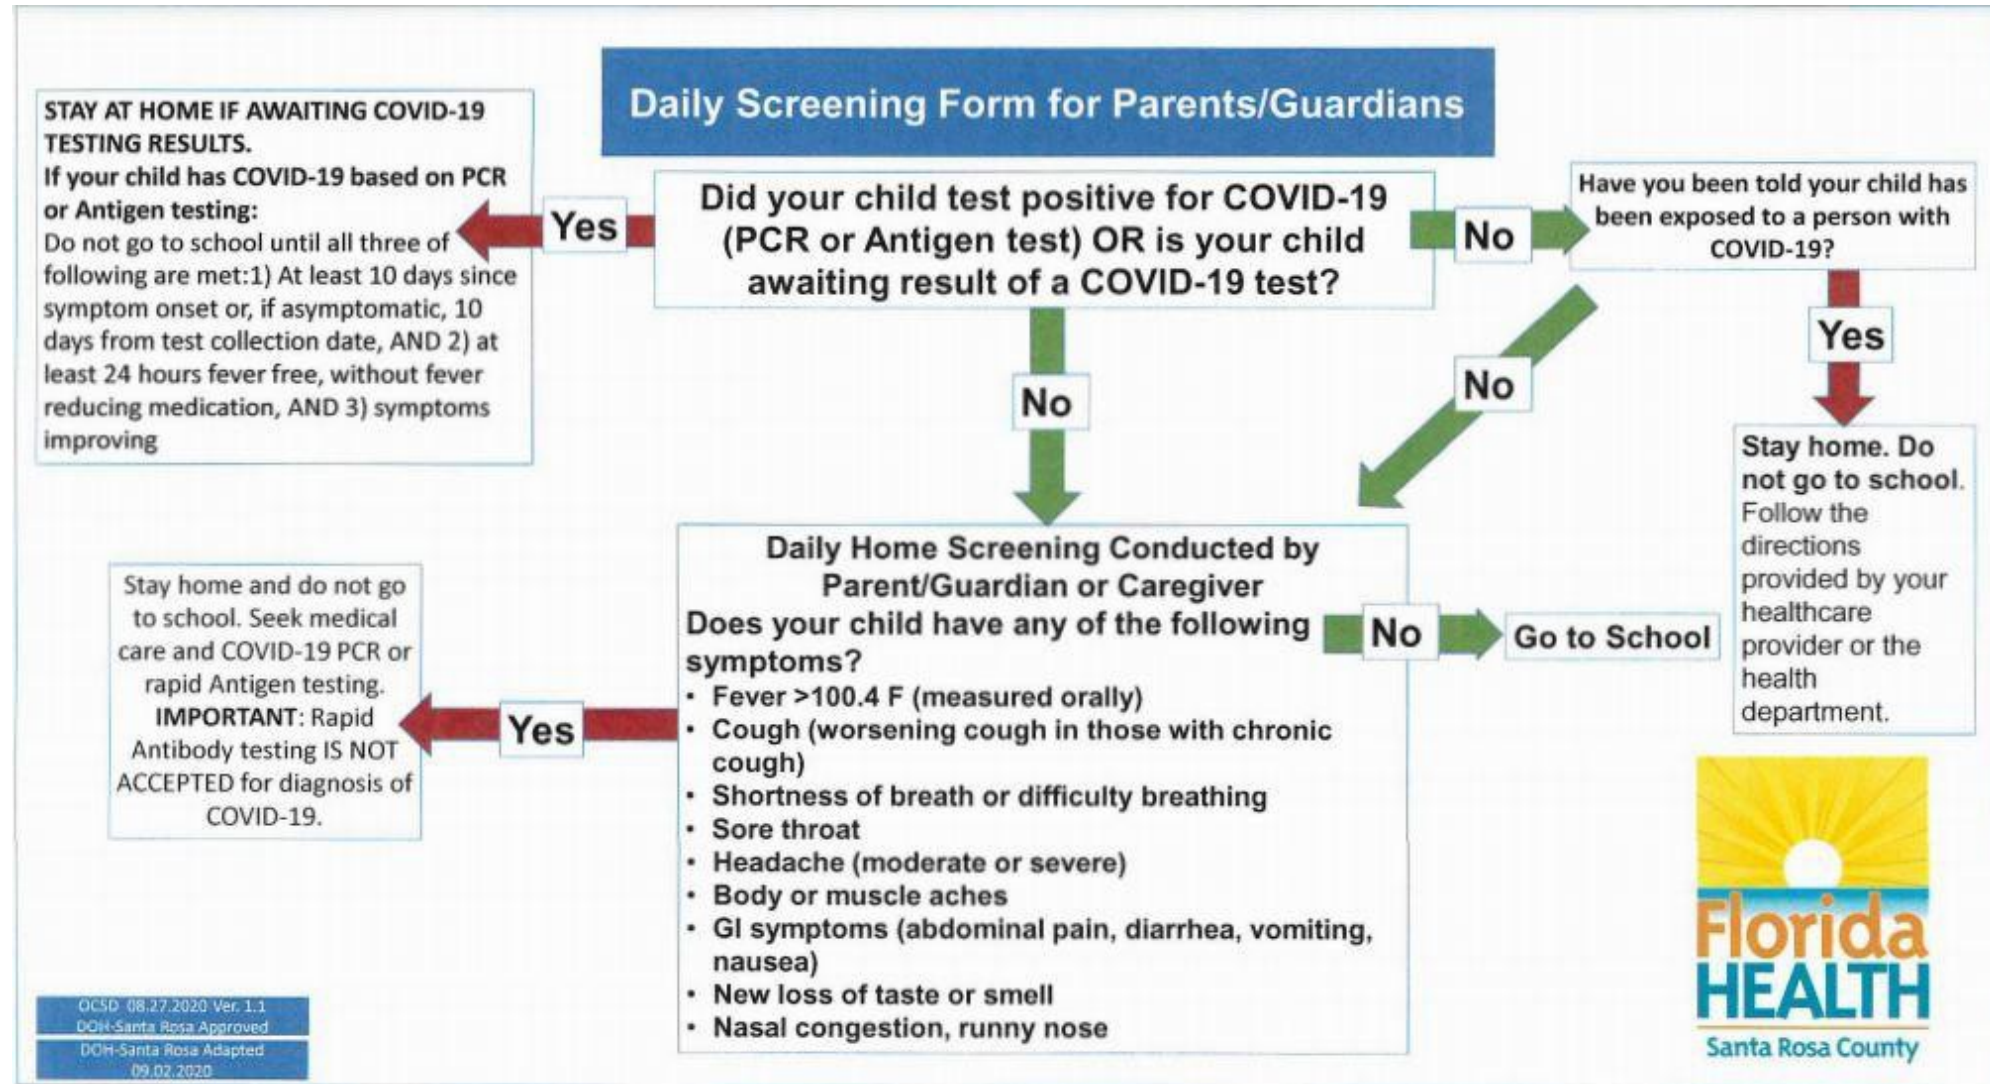 Daily Screening Form for Parents/Guardians
STAY AT HOME IF AWAITING COVID-19
TESTING RESULTS.
If your child has COVID-19 based on PCR
or Antigen testing:
Do not go to school until all three of
following are met:1) At least 10 days since
symptom onset or, if asymptomatic, 10
days from test collection date, AND 2) at
least 24 hours fever free, without fever
reducing medication, AND 3) symptoms
improving
Yes
Did your child test positive for COVID-19
(PCR or Antigen test) OR is your child
awaiting result of a COVID-19 test?
No
Have you been told your child has
been exposed to a person with
COVID-19?
No
No
Yes
Stay home. Do
not go to school.
Follow the
directions
provided by your
healthcare
provider or the
health
department.
Stay home and do not go
to school. Seek medical
care and COVID-19 PCR or
rapid Antigen testing.
IMPORTANT: Rapid
Antibody testing IS NOT
ACCEPTED for diagnosis of
COVID-19.
Yes
Daily Home Screening Conducted by
Parent/Guardian or Caregiver
Does your child have any of the following
symptoms?
• Fever >100.4 F (measured orally)
• Cough (worsening cough in those with chronic
cough)
• Shortness of breath or difficulty breathing
• Sore throat
• Headache (moderate or severe)
• Body or muscle aches
• GI symptoms (abdominal pain, diarrhea, vomiting,
nausea)
• New loss of taste or smell
• Nasal congestion, runny nose
No
Go to School
OCSD 08.27.2020 Ver. 1.1
DOH-Santa Rosa Approved
DOH-Santa Rosa Adapted
09.02.2020
Florida
HEALTH
Santa Rosa County